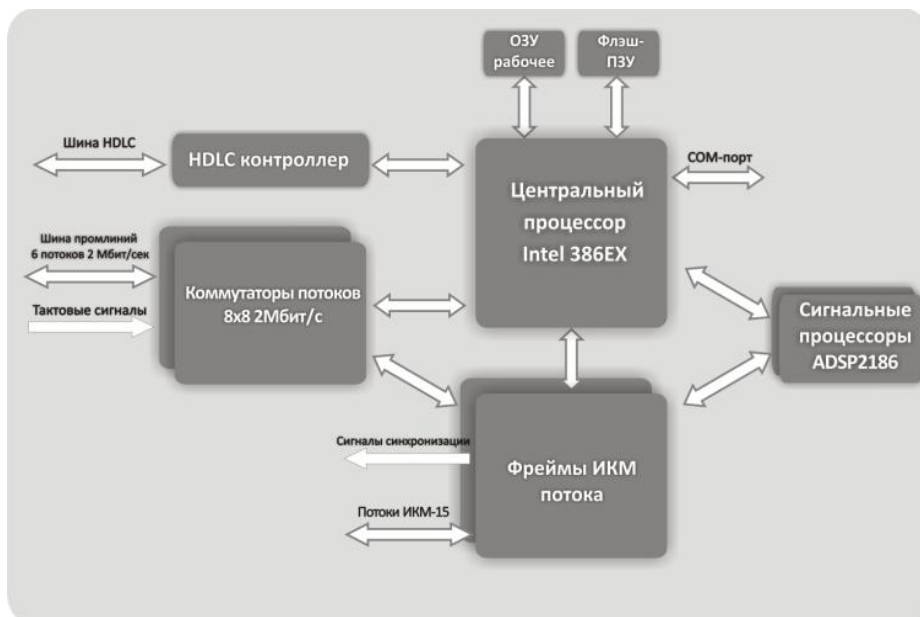 ОЗУ
рабочее
Флэш-
ПЗУ
Шина HDLC
HDLC контроллер
Центральный
процессор
Intel 386EX
COM-порт
Шина промлиний
6 потоков 2 Мбит/сек
Тактовые сигналы
Коммутаторы потоков
8x8 2Мбит/с
Сигнальные
процессоры
ADSP2186
Сигналы синхронизации
Фреймы ИКМ
потока
Потоки ИКМ-15